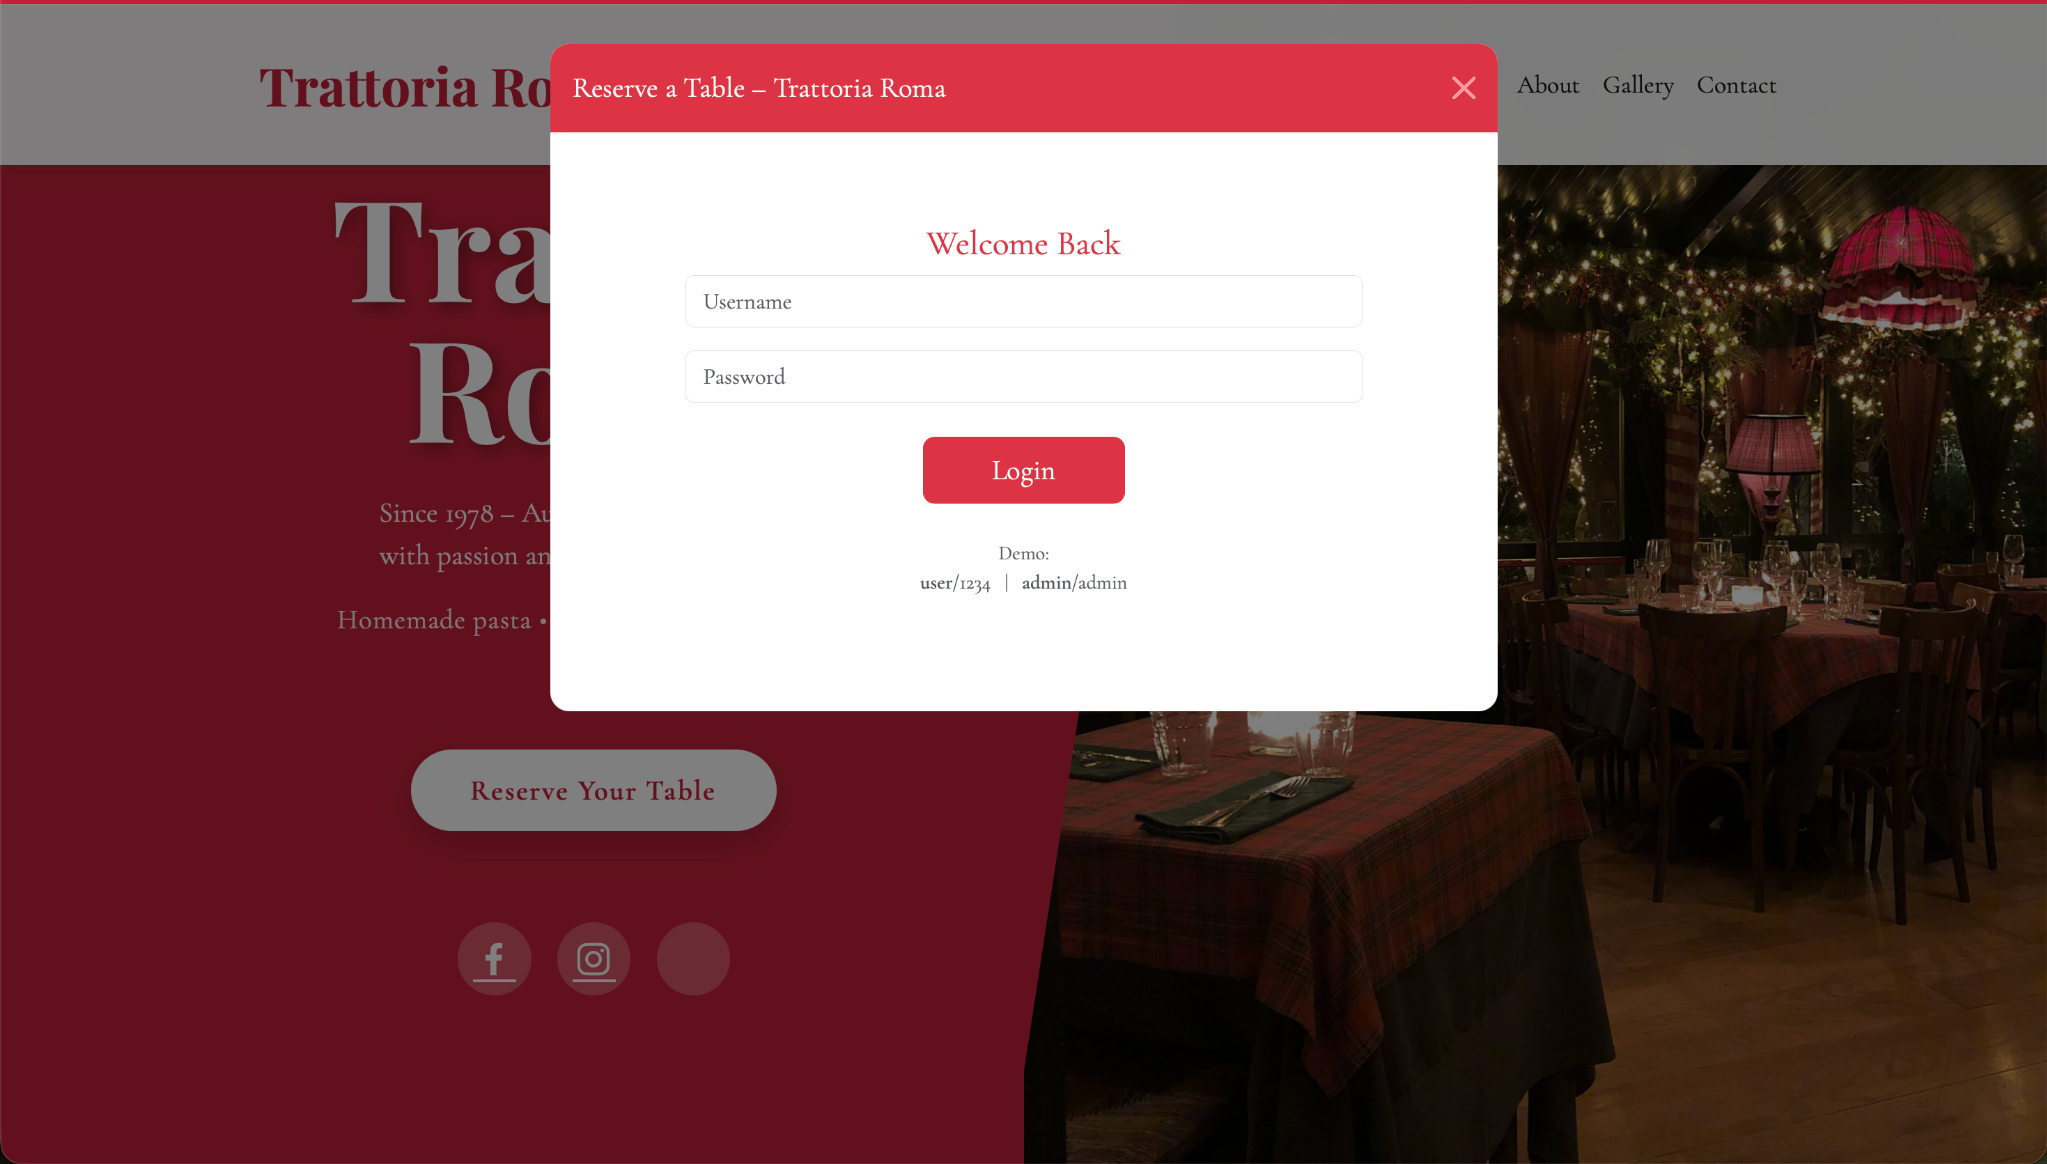 Trattoria Ro
About Gallery Contact
Reserve a Table – Trattoria Roma
Welcome Back
Username
Password
Login
Demo:
user/1234 | admin/admin
Tra
Ro
Since 1978 – Au
with passion an
Homemade pasta •
Reserve Your Table